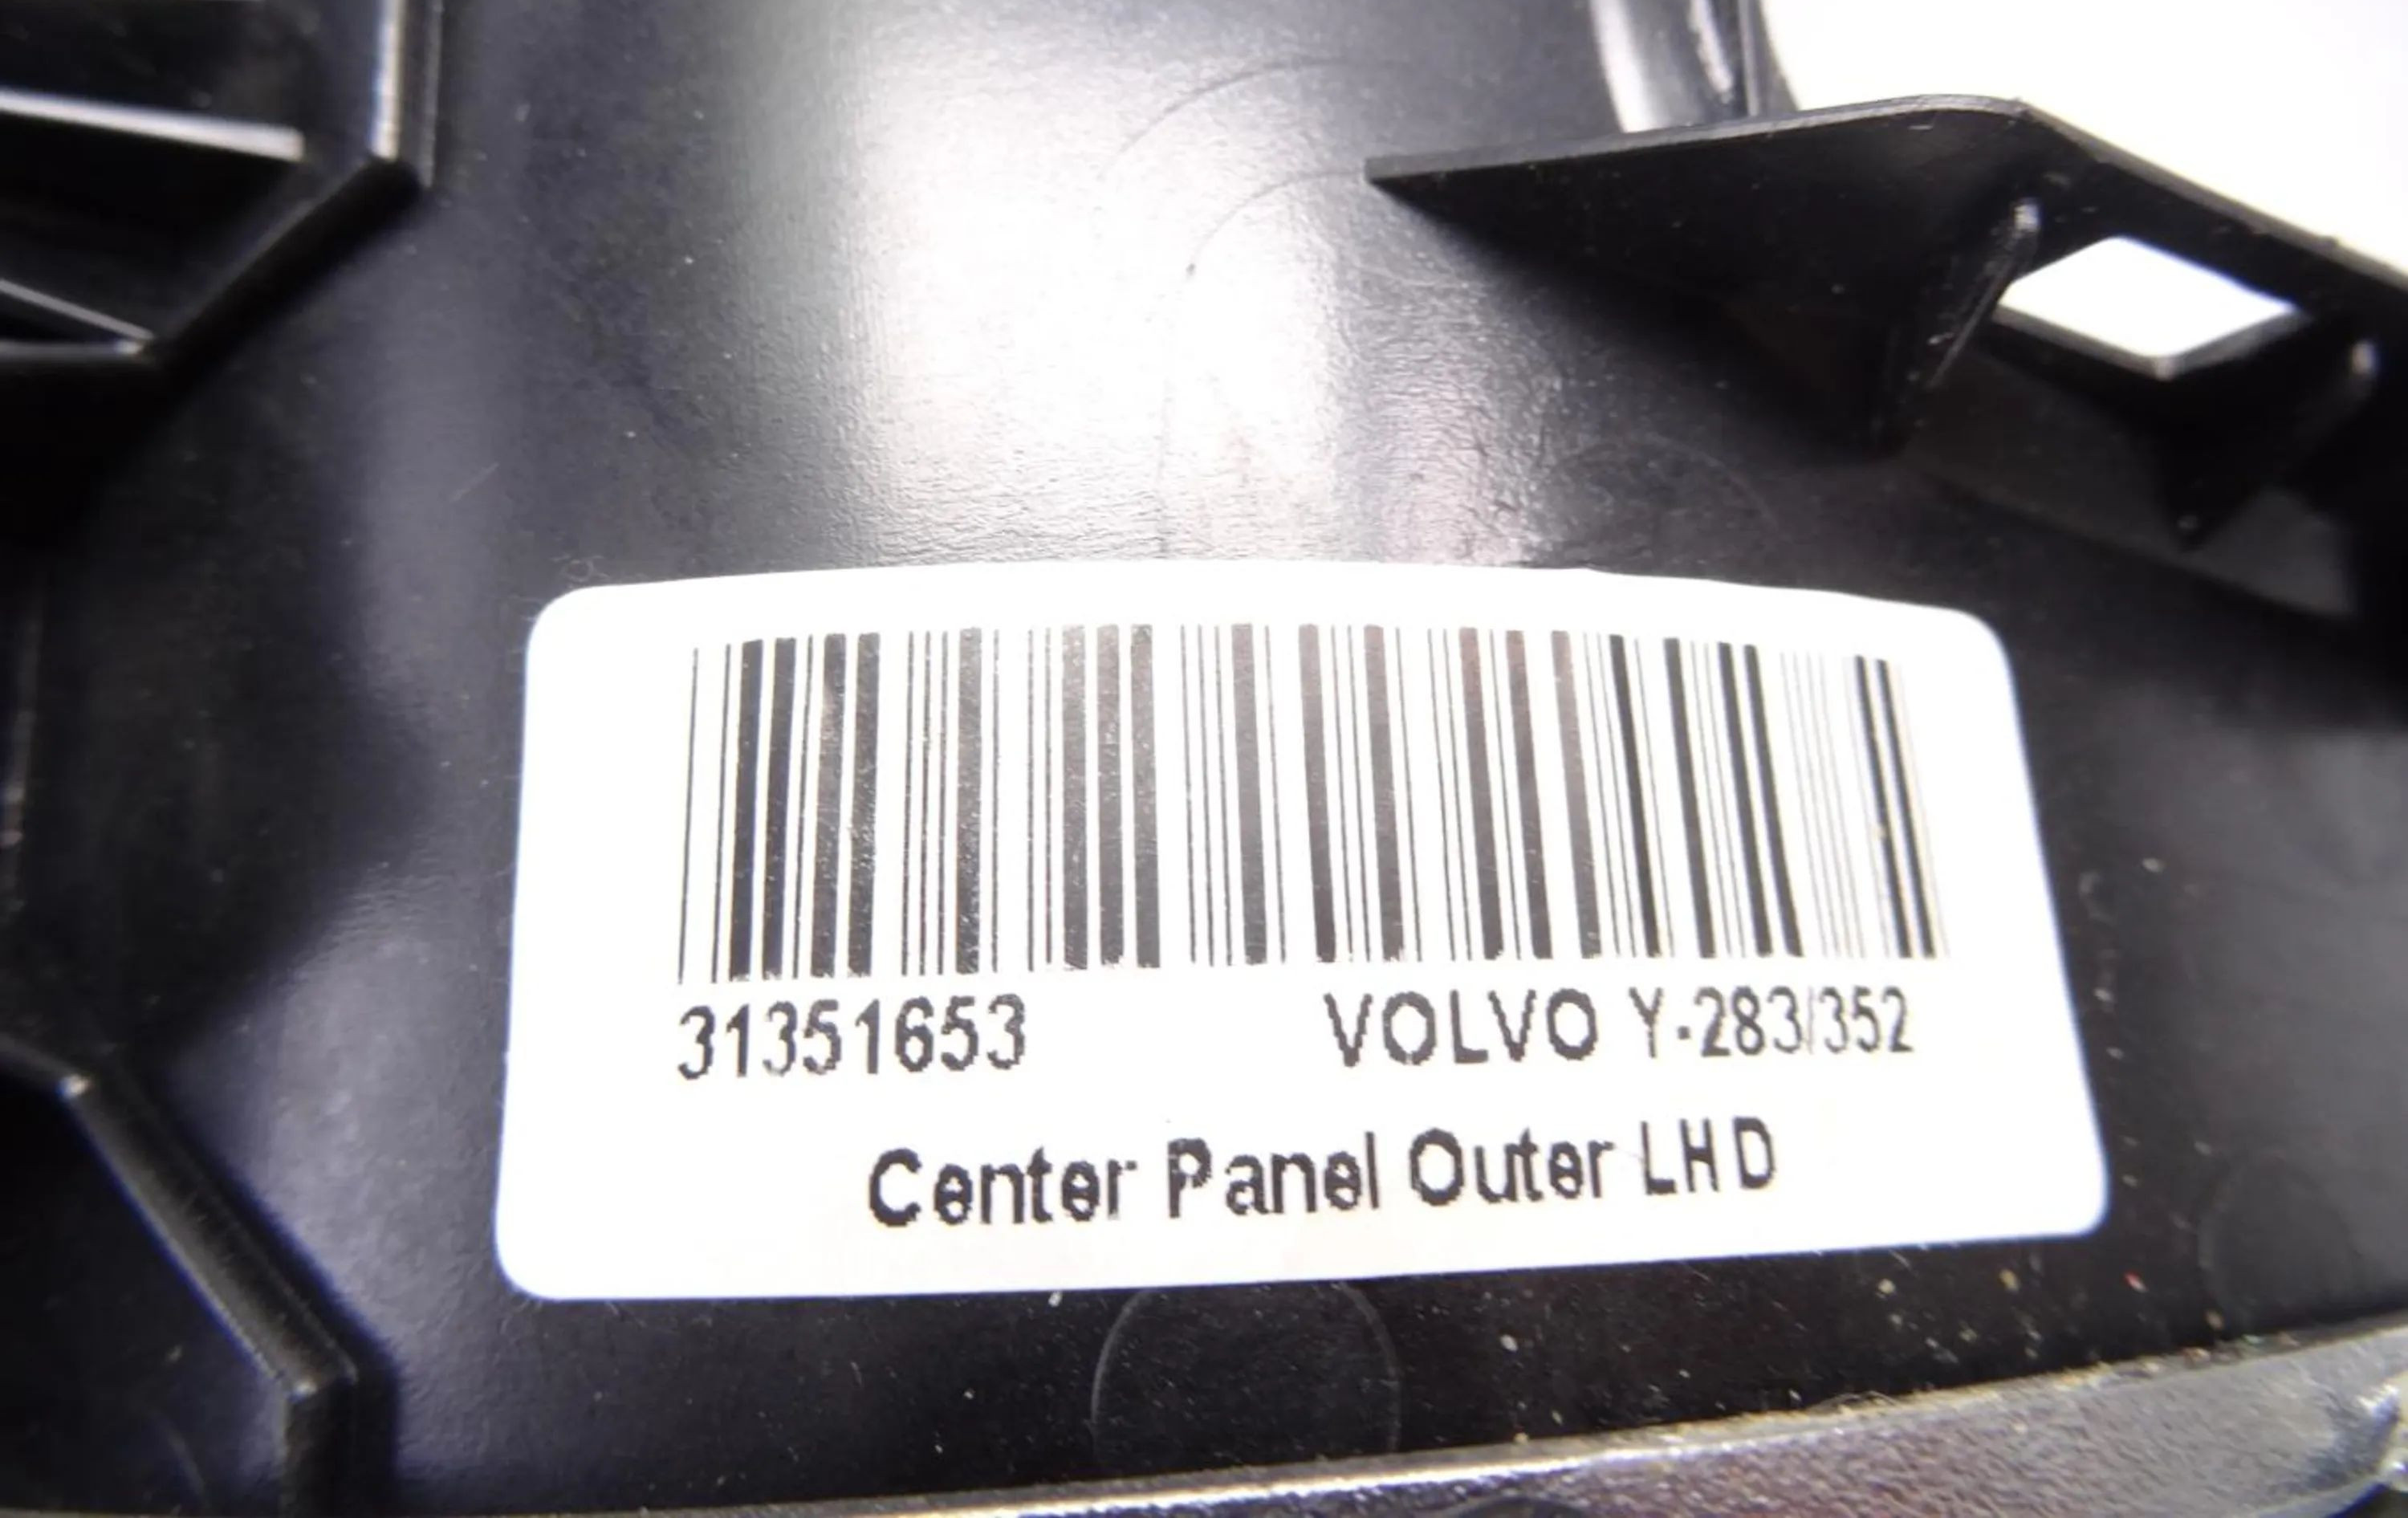 31351653 VOLVO Y-283/352
Center Panel Outer LHD